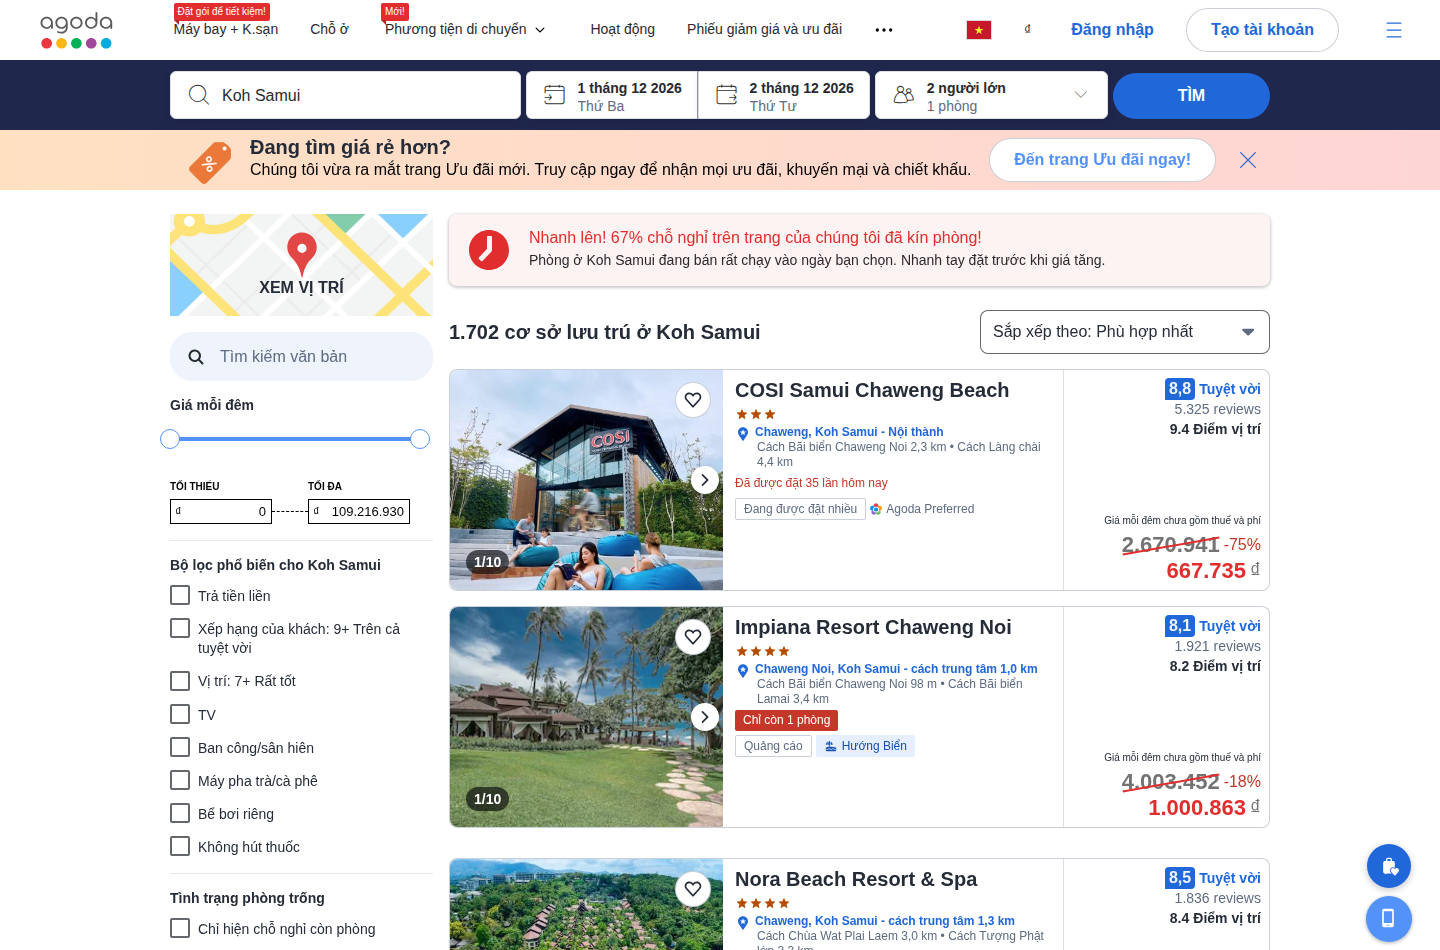 agoda
Đặt gói để tiết kiệm!
Máy bay + K.sạn
Chỗ ở
Mới!
Phương tiện di chuyển
Hoạt động
Phiếu giảm giá và ưu đãi
•••
đ
Đăng nhập
Tạo tài khoản
Koh Samui
1 tháng 12 2026
Thứ Ba
2 tháng 12 2026
Thứ Tư
2 người lớn
1 phòng
TÌM
Đang tìm giá rẻ hơn?
Chúng tôi vừa ra mắt trang Ưu đãi mới. Truy cập ngay để nhận mọi ưu đãi, khuyến mại và chiết khấu.
Đến trang Ưu đãi ngay!
XEM VỊ TRÍ
Tìm kiếm văn bản
Giá mỗi đêm
TỐI THIỂU
TỐI ĐA
đ 0
đ 109.216.930
Bộ lọc phổ biến cho Koh Samui
Trả tiền liền
Xếp hạng của khách: 9+ Trên cả
tuyệt vời
Vị trí: 7+ Rất tốt
TV
Ban công/sân hiên
Máy pha trà/cà phê
Bể bơi riêng
Không hút thuốc
Tình trạng phòng trống
Chỉ hiện chỗ nghỉ còn phòng
Nhanh lên! 67% chỗ nghỉ trên trang của chúng tôi đã kín phòng!
Phòng ở Koh Samui đang bán rất chạy vào ngày bạn chọn. Nhanh tay đặt trước khi giá tăng.
1.702 cơ sở lưu trú ở Koh Samui
Sắp xếp theo: Phù hợp nhất
COSI
1/10
COSI Samui Chaweng Beach
Chaweng, Koh Samui - Nội thành
Cách Bãi biển Chaweng Noi 2,3 km • Cách Làng chài
4,4 km
Đã được đặt 35 lần hôm nay
Đang được đặt nhiều
Agoda Preferred
8,8 Tuyệt vời
5.325 reviews
9.4 Điểm vị trí
Giá mỗi đêm chưa gồm thuế và phí
2.670.941 -75%
667.735 đ
1/10
Impiana Resort Chaweng Noi
Chaweng Noi, Koh Samui - cách trung tâm 1,0 km
Cách Bãi biển Chaweng Noi 98 m • Cách Bãi biển
Lamai 3,4 km
Chỉ còn 1 phòng
Quảng cáo
Hướng Biển
8,1 Tuyệt vời
1.921 reviews
8.2 Điểm vị trí
Giá mỗi đêm chưa gồm thuế và phí
4.003.452 -18%
1.000.863 đ
Nora Beach Resort & Spa
Chaweng, Koh Samui - cách trung tâm 1,3 km
Cách Chùa Wat Plai Laem 3,0 km • Cách Tượng Phật
lớn 3,3 km
8,5 Tuyệt vời
1.836 reviews
8.4 Điểm vị trí